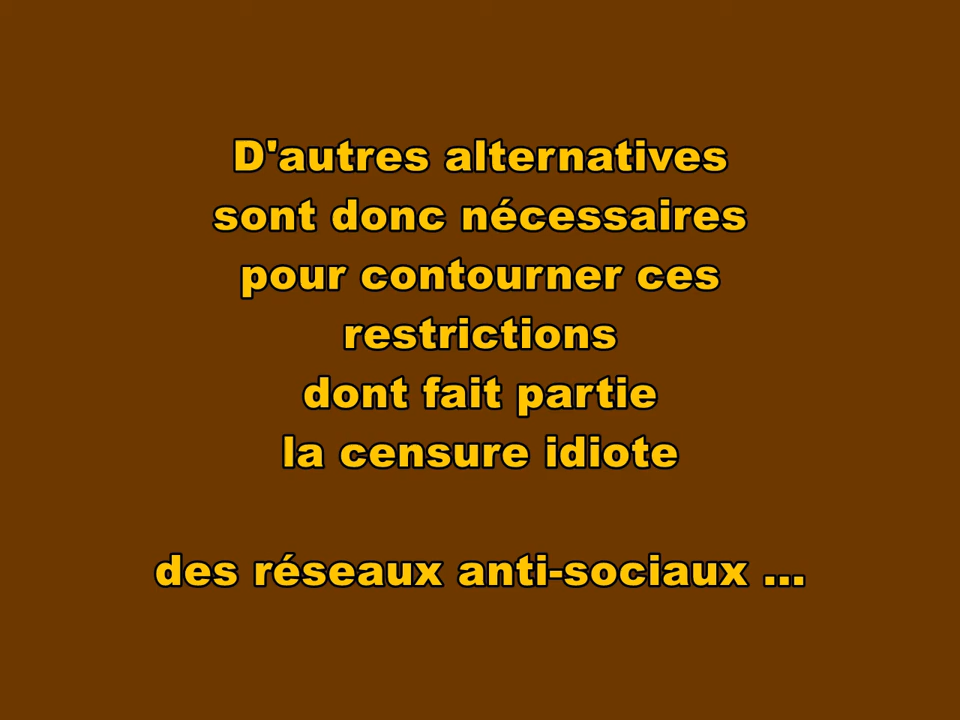 D'autres alternatives
sont donc nécessaires
pour contourner ces
restrictions
dont fait partie
la censure idiote
des réseaux anti-sociaux ...